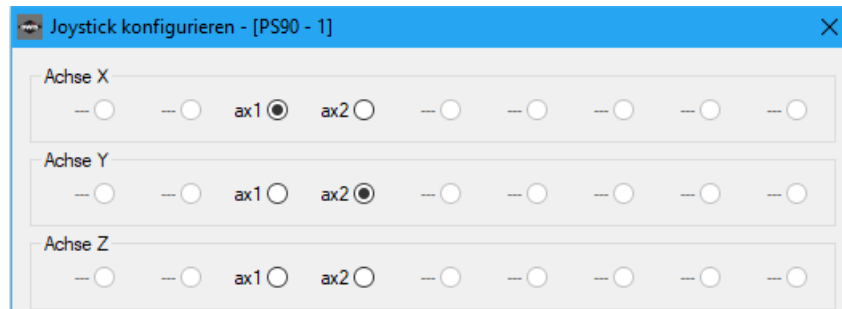 Joystick konfigurieren - [PS90 - 1]
Achse X
--- --- ax1 ax2 --- --- --- --- ---
Achse Y
--- --- ax1 ax2 --- --- --- --- ---
Achse Z
--- --- ax1 ax2 --- --- --- --- ---